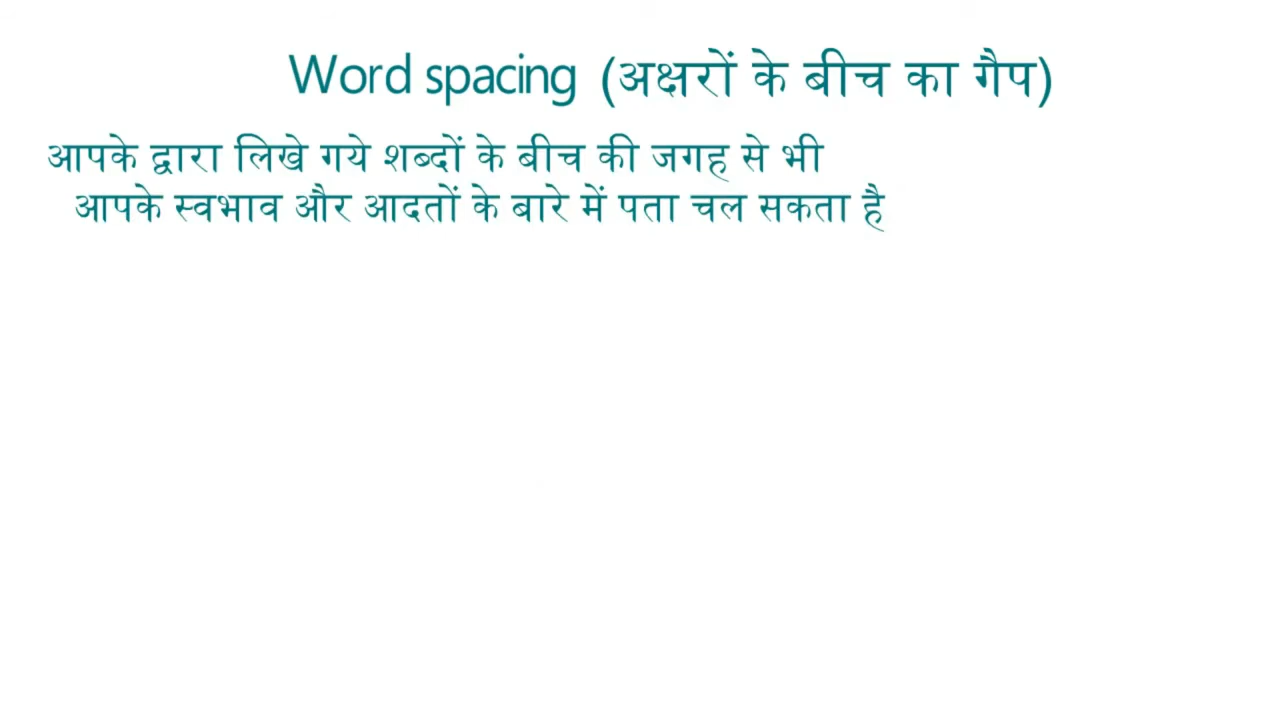 Word spacing (अक्षरों के बीच का गैप)
आपके द्वारा लिखे गये शब्दों के बीच की जगह से भी
आपके स्वभाव और आदतों के बारे में पता चल सकता है